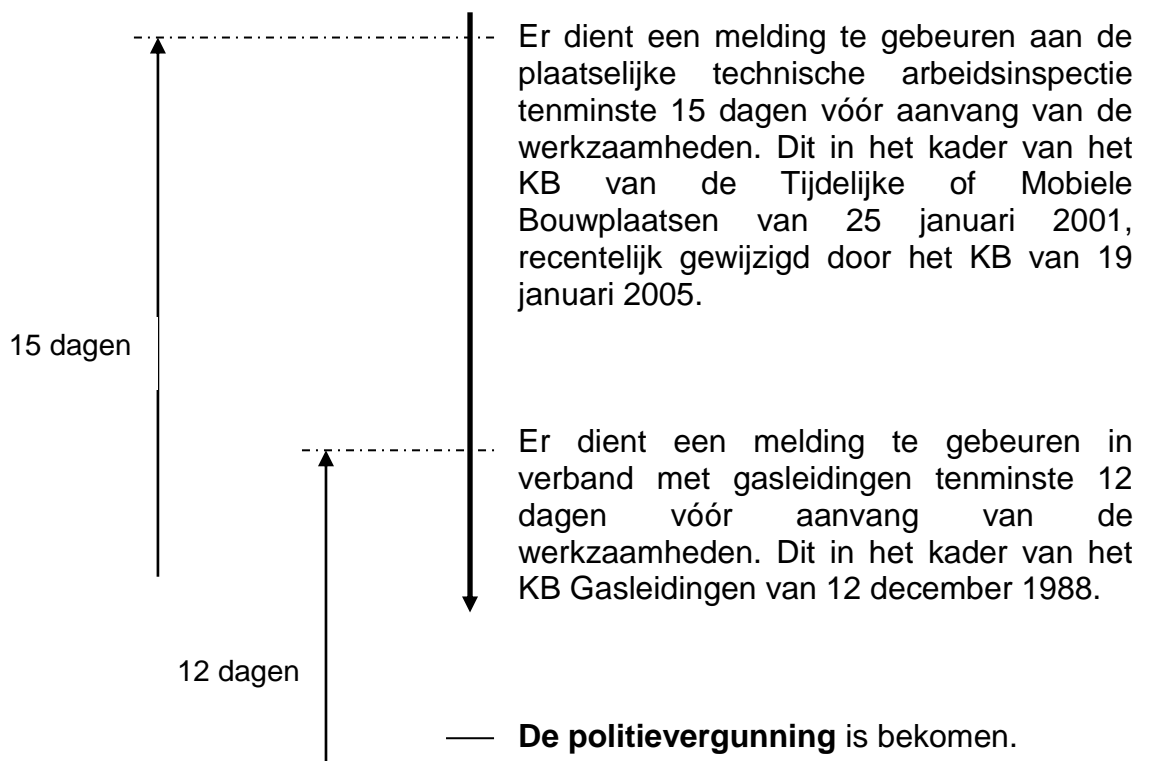 Er dient een melding te gebeuren aan de
plaatselijke technische arbeidsinspectie
tenminste 15 dagen vóór aanvang van de
werkzaamheden. Dit in het kader van het
KB van de Tijdelijke of Mobiele
Bouwplaatsen van 25 januari 2001,
recentelijk gewijzigd door het KB van 19
januari 2005.
15 dagen
Er dient een melding te gebeuren in
verband met gasleidingen tenminste 12
dagen vóór aanvang van de
werkzaamheden. Dit in het kader van het
KB Gasleidingen van 12 december 1988.
12 dagen
De politievergunning is bekomen.